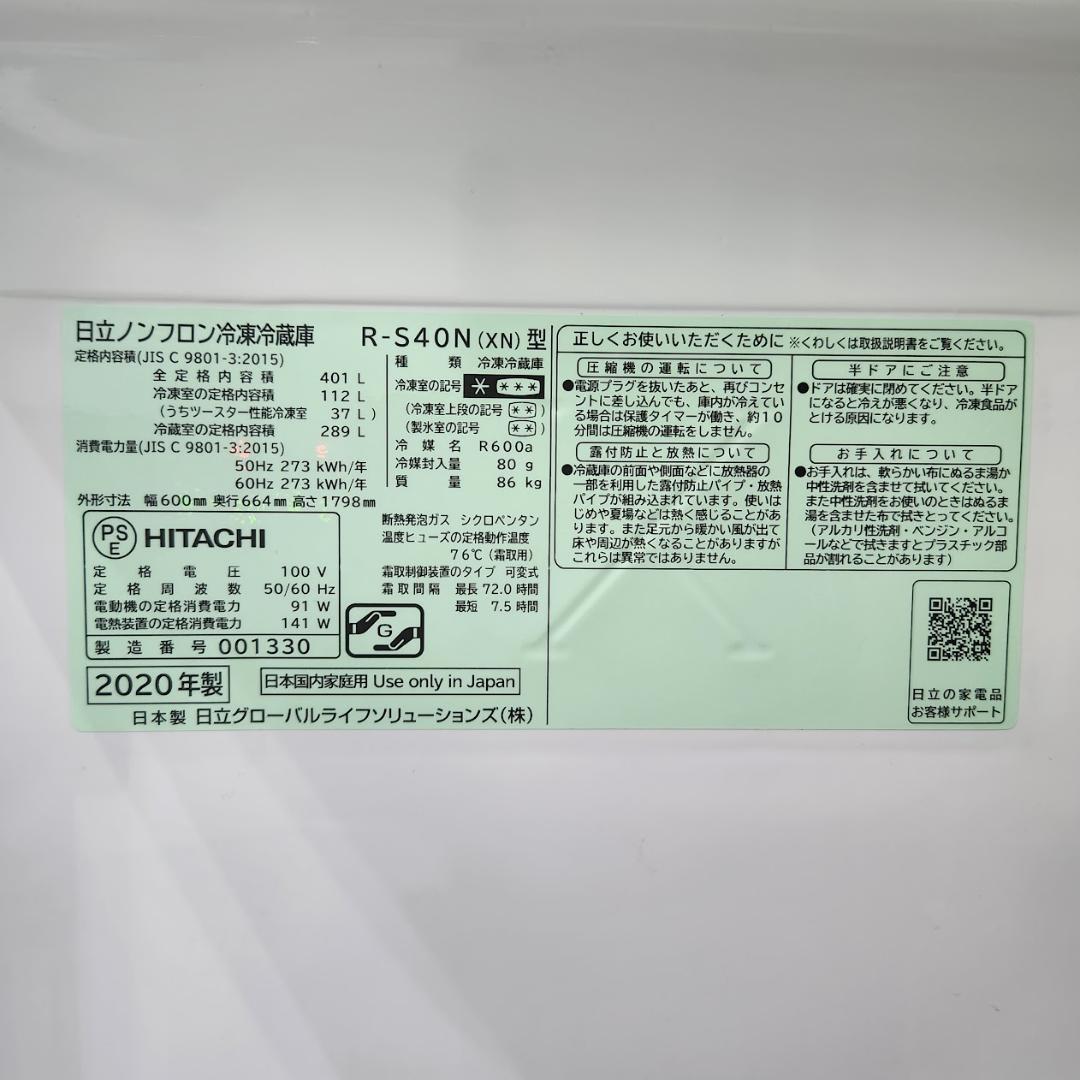 日立ノンフロン冷凍冷蔵庫 R-S40N(XN)型
定格内容積(JIS C 9801-3:2015)
全定格内容積 401 L
冷凍室の定格内容積 112 L
(うちツースター性能冷凍室 37 L)
冷蔵室の定格内容積 289 L
消費電力量(JIS C 9801-3:2015)
50Hz 273 kWh/年
60Hz 273 kWh/年
外形寸法 幅600mm 奥行664mm 高さ1798mm
種類 冷凍冷蔵庫
冷凍室の記号 * ***
(冷凍室上段の記号 **)
(製氷室の記号 **)
冷媒名 R600a
冷媒封入量 80 g
質量 86 kg
PS
E
HITACHI
定格電圧 100 V
定格周波数 50/60 Hz
電動機の定格消費電力 91 W
電熱装置の定格消費電力 141 W
製造番号 001330
断熱発泡ガス シクロペンタン
温度ヒューズの定格動作温度
76℃(霜取用)
霜取制御装置のタイプ 可変式
霜取間隔 最長 72.0 時間
最短 7.5 時間
G
2020年製
日本国内家庭用 Use only in Japan
日本製 日立グローバルライフソリューションズ(株)
正しくお使いいただくために ※くわしくは取扱説明書をご覧ください。
圧縮機の運転について
●電源プラグを抜いたあと、再びコンセ
ントに差し込んでも、庫内が冷えてい
る場合は保護タイマーが働き、約10
分間は圧縮機の運転をしません。
露付防止と放熱について
●冷蔵庫の前面や側面などに放熱器の
一部を利用した露付防止パイプ・放熱
パイプが組み込まれています。使いは
じめや夏場などは熱く感じることがあ
ります。また足元から暖かい風が出て
床や周辺が熱くなることがありますが
これらは異常ではありません。
半ドアにご注意
●ドアは確実に閉めてください。半ドア
になると冷えが悪くなり、冷凍食品が
とける原因になります。
お手入れについて
●お手入れは、軟らかい布にぬるま湯か
中性洗剤を含ませて拭いてください。
また中性洗剤をお使いのときはぬるま
湯を含ませた布で拭きとってください。
(アルカリ性洗剤・ベンジン・アルコ
ールなどで拭きますとプラスチック部
品が割れることがあります)
日立の家電品
お客様サポート